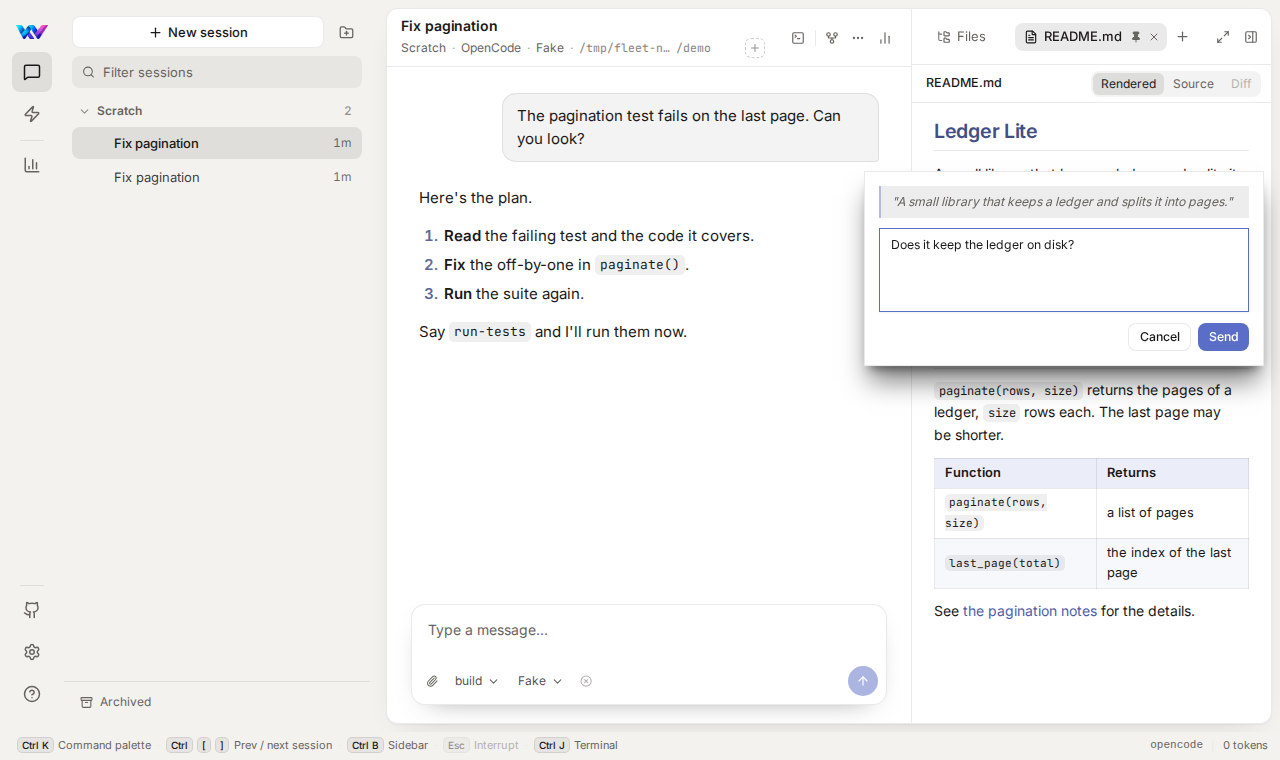 New session
Filter sessions
Scratch 2
Fix pagination 1m
Fix pagination 1m
Archived
Fix pagination
Scratch · OpenCode · Fake · /tmp/fleet-n… /demo
The pagination test fails on the last page. Can
you look?
Here's the plan.
1. Read the failing test and the code it covers.
2. Fix the off-by-one in paginate().
3. Run the suite again.
Say run-tests and I'll run them now.
Type a message...
build Fake
Files README.md
README.md Rendered Source Diff
Ledger Lite
"A small library that keeps a ledger and splits it into pages."
Does it keep the ledger on disk?
Cancel Send
paginate(rows, size) returns the pages of a
ledger, size rows each. The last page may
be shorter.
Function Returns
paginate(rows,
size) a list of pages
last_page(total) the index of the last
page
See the pagination notes for the details.
Ctrl K Command palette Ctrl [ ] Prev / next session Ctrl B Sidebar Esc Interrupt Ctrl J Terminal opencode 0 tokens